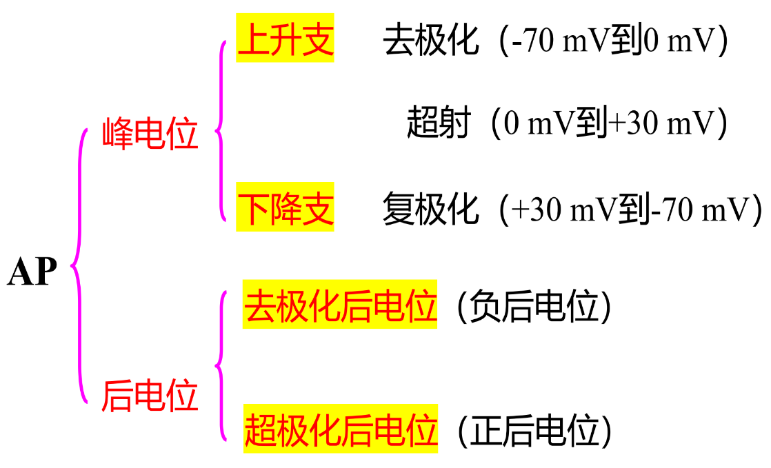 上升支 去极化（-70 mV到0 mV）
超射（0 mV到+30 mV）
峰电位
下降支 复极化（+30 mV到-70 mV）
AP
去极化后电位（负后电位）
后电位
超极化后电位（正后电位）